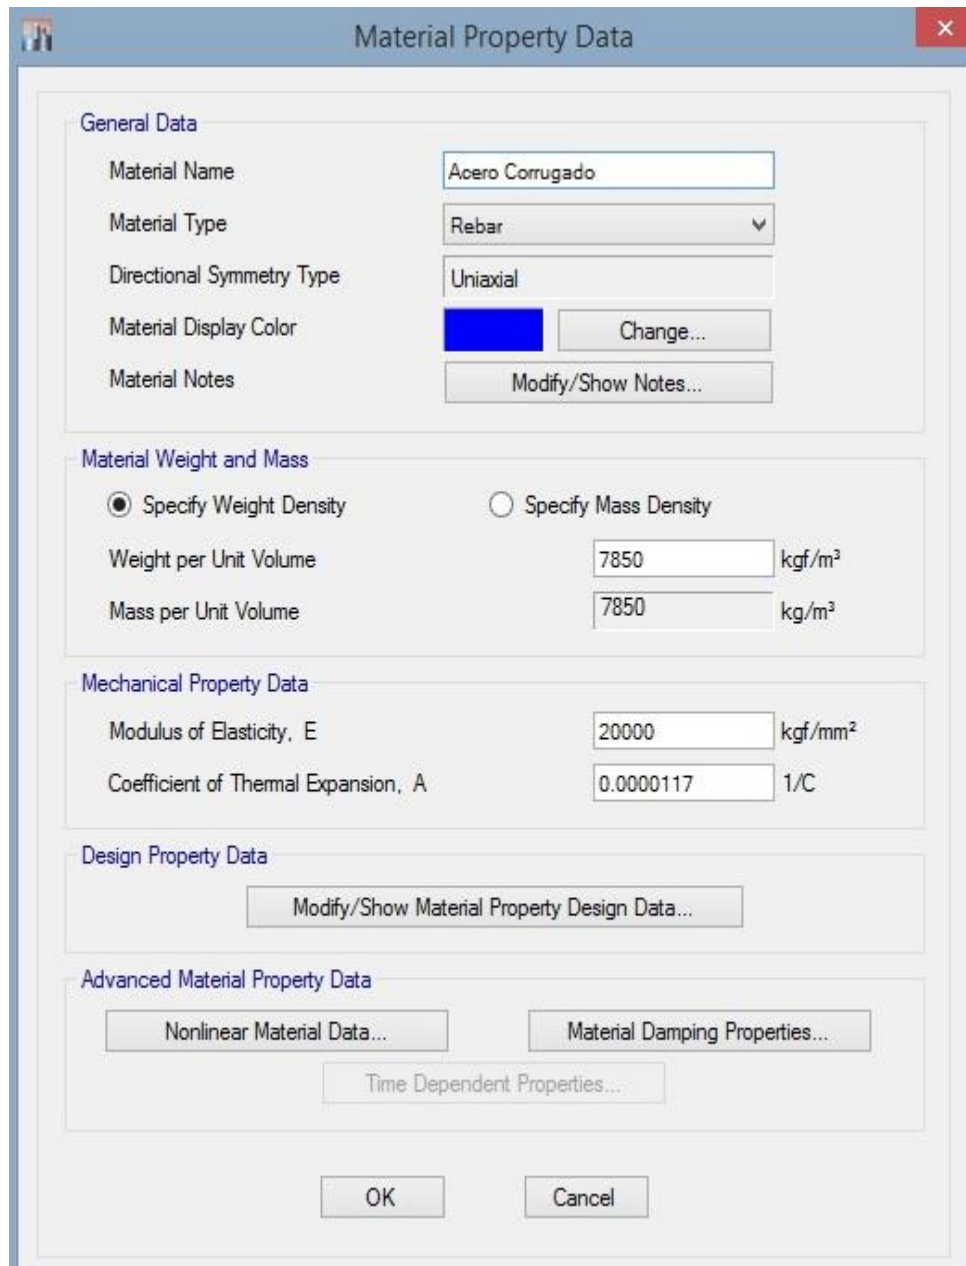 Material Property Data
General Data
Material Name Acero Corrugado
Material Type Rebar
Directional Symmetry Type Uniaxial
Material Display Color Change...
Material Notes Modify/Show Notes...
Material Weight and Mass
Specify Weight Density Specify Mass Density
Weight per Unit Volume 7850 kgf/m³
Mass per Unit Volume 7850 kg/m³
Mechanical Property Data
Modulus of Elasticity, E 20000 kgf/mm²
Coefficient of Thermal Expansion, A 0.0000117 1/C
Design Property Data
Modify/Show Material Property Design Data...
Advanced Material Property Data
Nonlinear Material Data... Material Damping Properties...
Time Dependent Properties...
OK Cancel